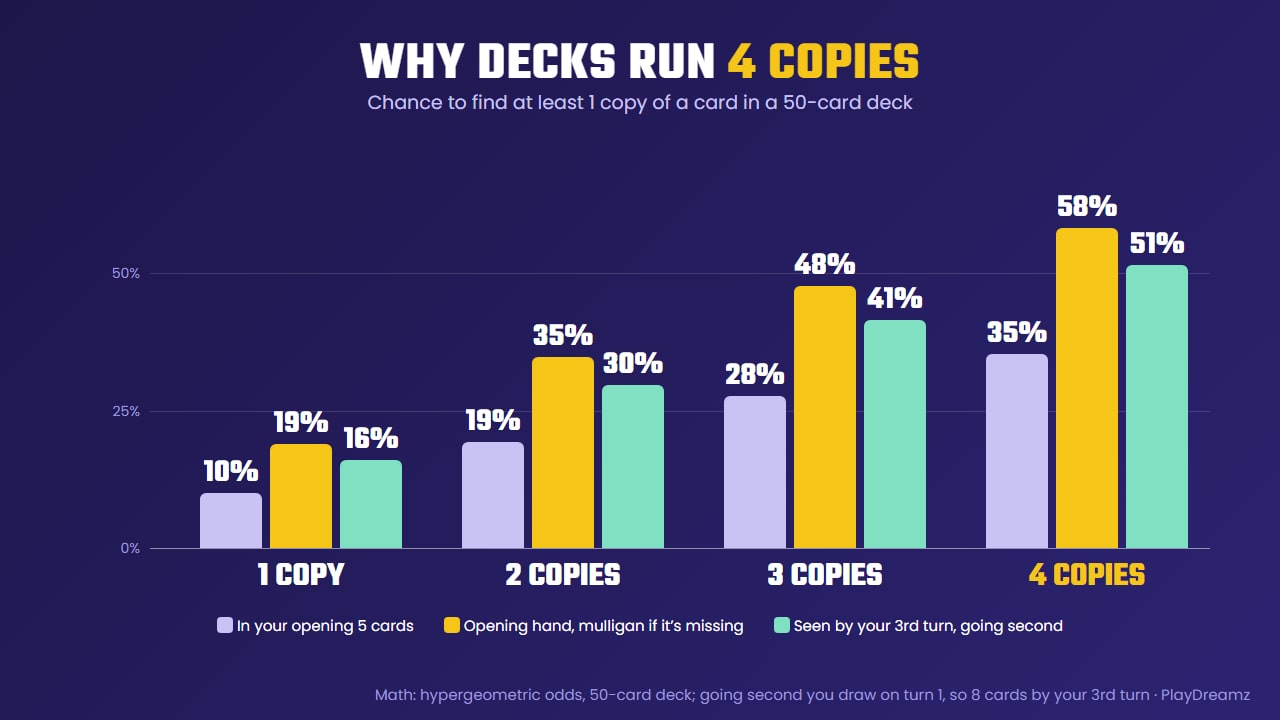 WHY DECKS RUN 4 COPIES
Chance to find at least 1 copy of a card in a 50-card deck
58%
51%
50%
48%
41%
35%
35%
30%
28%
25%
19%
19%
16%
10%
0%
1 COPY
2 COPIES
3 COPIES
4 COPIES
In your opening 5 cards
Opening hand, mulligan if it's missing
Seen by your 3rd turn, going second
Math: hypergeometric odds, 50-card deck; going second you draw on turn 1, so 8 cards by your 3rd turn · PlayDreamz